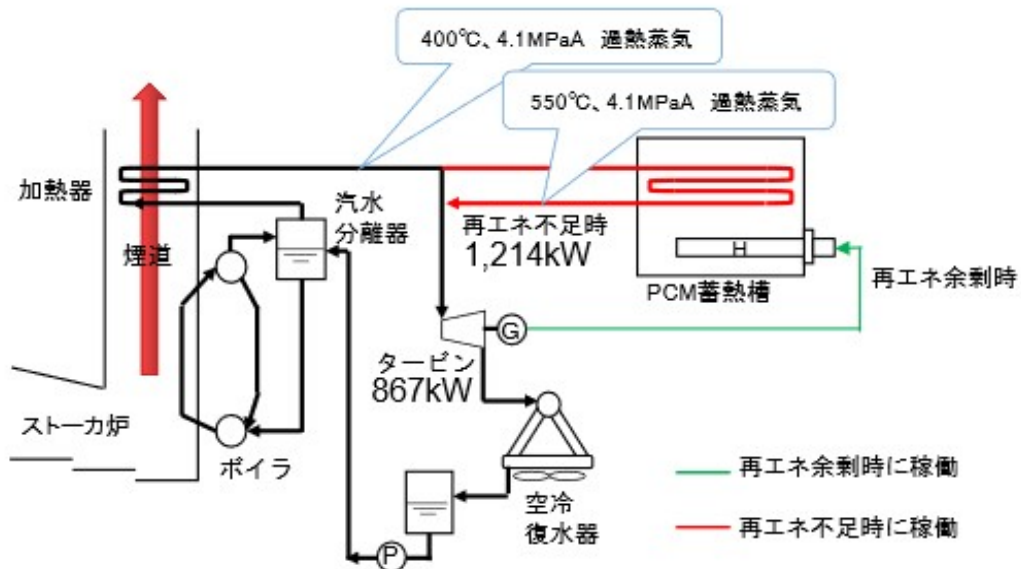 400℃、4.1MPaA 過熱蒸気
550℃、4.1MPaA 過熱蒸気
加熱器
煙道
汽水
分離器
再エネ不足時
1,214kW
H
PCM蓄熱槽
再エネ余剰時
G
タービン
867kW
ストーカ炉
ボイラ
P
空冷
復水器
再エネ余剰時に稼働
再エネ不足時に稼働